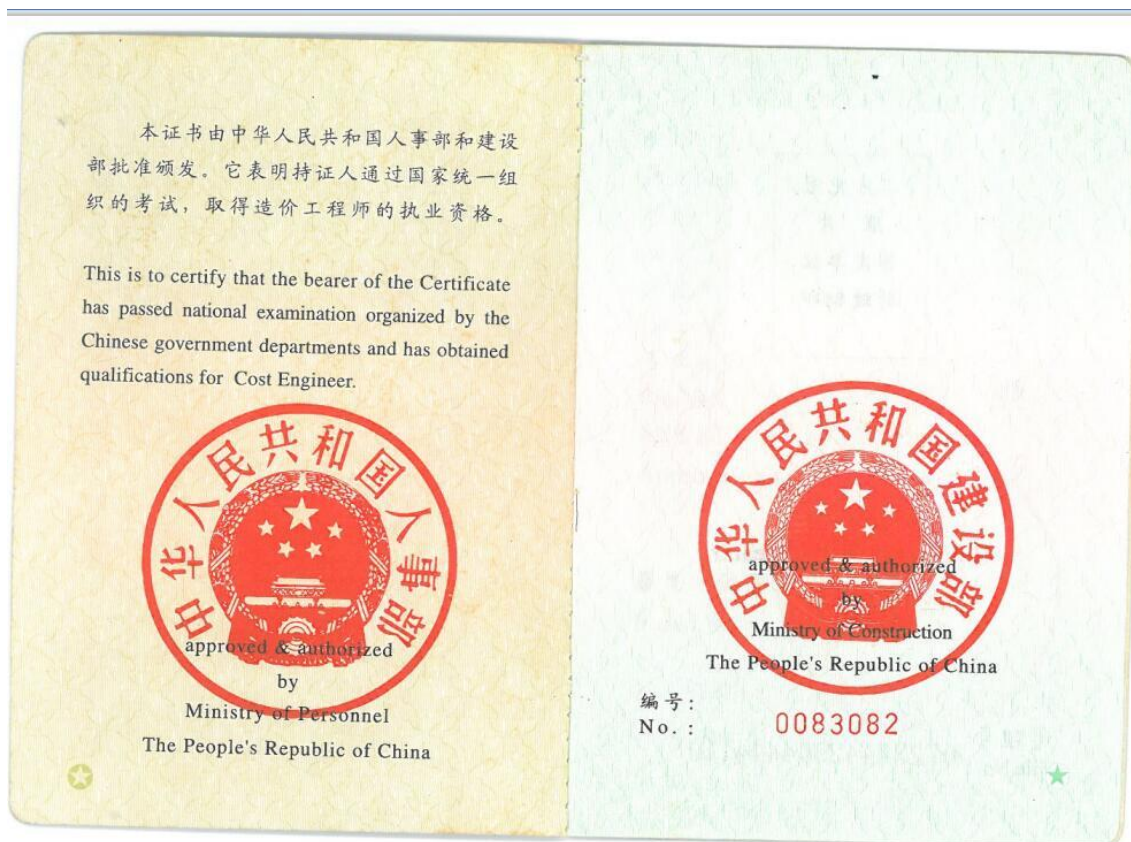 本证书由中华人民共和国人事部和建设
部批准颁发。它表明持证人通过国家统一组
织的考试，取得造价工程师的执业资格。
This is to certify that the bearer of the Certificate
has passed national examination organized by the
Chinese government departments and has obtained
qualifications for Cost Engineer.
中华人民共和国人事部
approved & authorized
by
Ministry of Personnel
The People's Republic of China
中华人民共和国建设部
approved & authorized
by
Ministry of Construction
The People's Republic of China
编号:
No.: 0083082